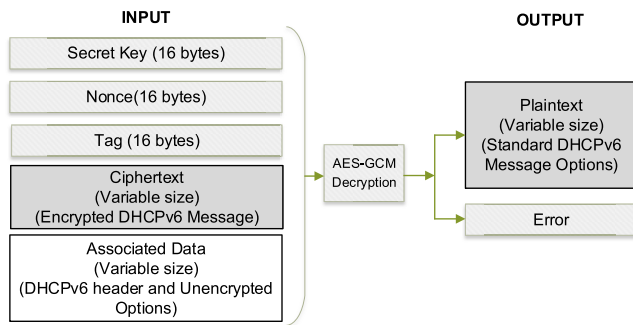 INPUT
Secret Key (16 bytes)
Nonce(16 bytes)
Tag (16 bytes)
Ciphertext
(Variable size)
(Encrypted DHCPv6 Message)
Associated Data
(Variable size)
(DHCPv6 header and Unencrypted
Options)
AES-GCM
Decryption
OUTPUT
Plaintext
(Variable size)
(Standard DHCPv6
Message Options)
Error